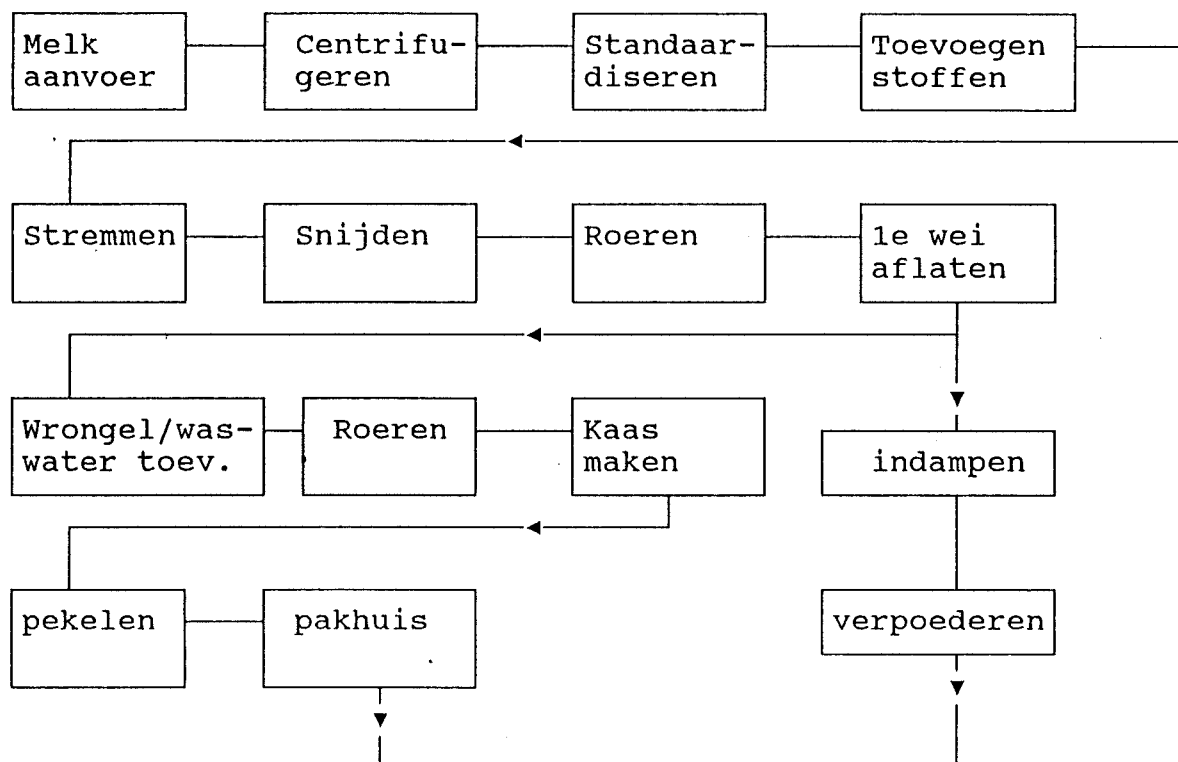 Melk
aanvoer
Centrifu-
geren
Standaar-
diseren
Toevoegen
stoffen
Stremmen
Snijden
Roeren
1e wei
aflaten
Wrongel/was-
water toev.
Roeren
Kaas
maken
indampen
pekelen
pakhuis
verpoederen